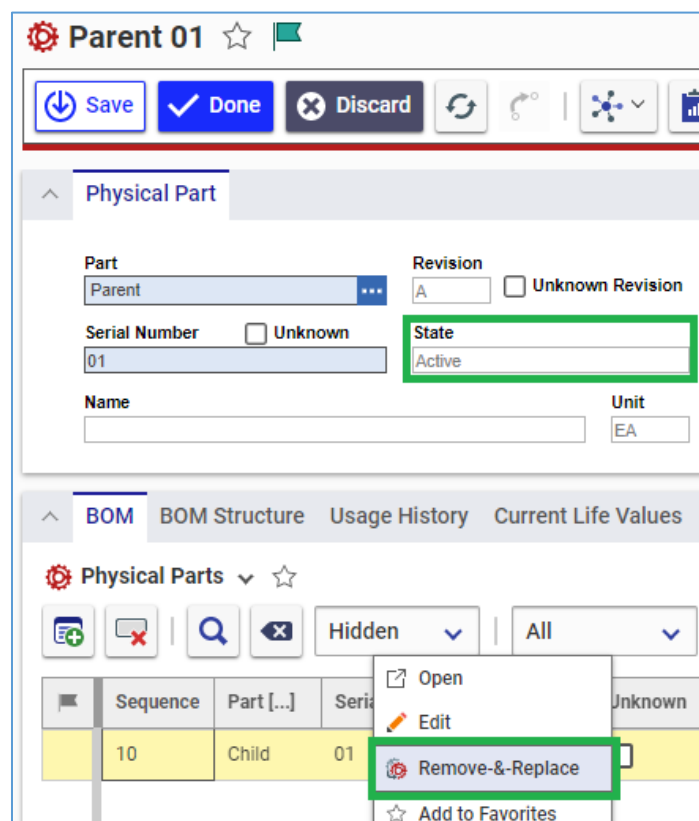 Parent 01
Save Done Discard
Physical Part
Part Revision
Parent ... A Unknown Revision
Serial Number Unknown State
01 Active
Name Unit
EA
BOM BOM Structure Usage History Current Life Values
Physical Parts
Hidden All
Open
Sequence Part [...]
Edit
10 Child 01
Remove-&-Replace
Add to Favorites